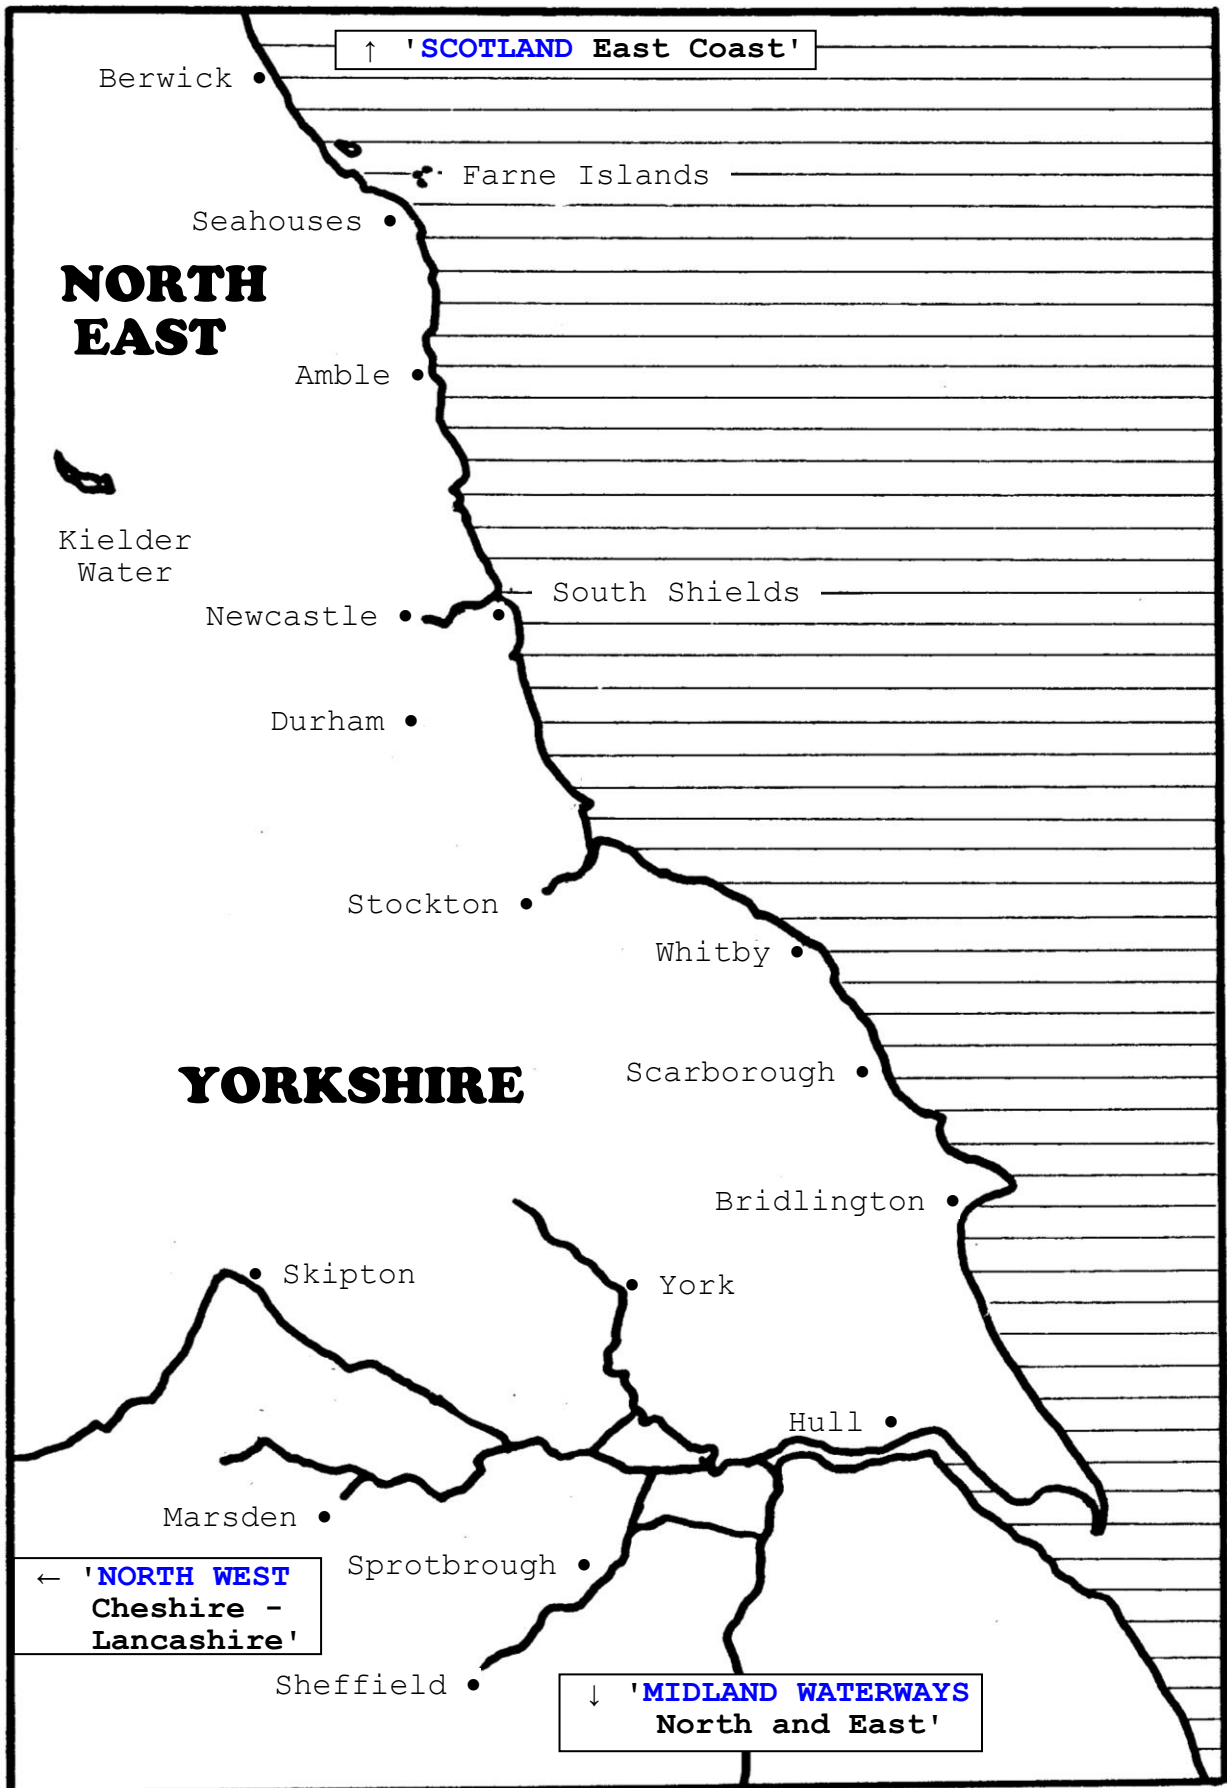 ↑ 'SCOTLAND East Coast'
Berwick
Farne Islands
Seahouses
NORTH
EAST
Amble
Kielder
Water
South Shields
Newcastle
Durham
Stockton
Whitby
YORKSHIRE
Scarborough
Bridlington
Skipton
York
Hull
Marsden
Sprotbrough
← 'NORTH WEST
Cheshire -
Lancashire'
Sheffield
↓ 'MIDLAND WATERWAYS
North and East'